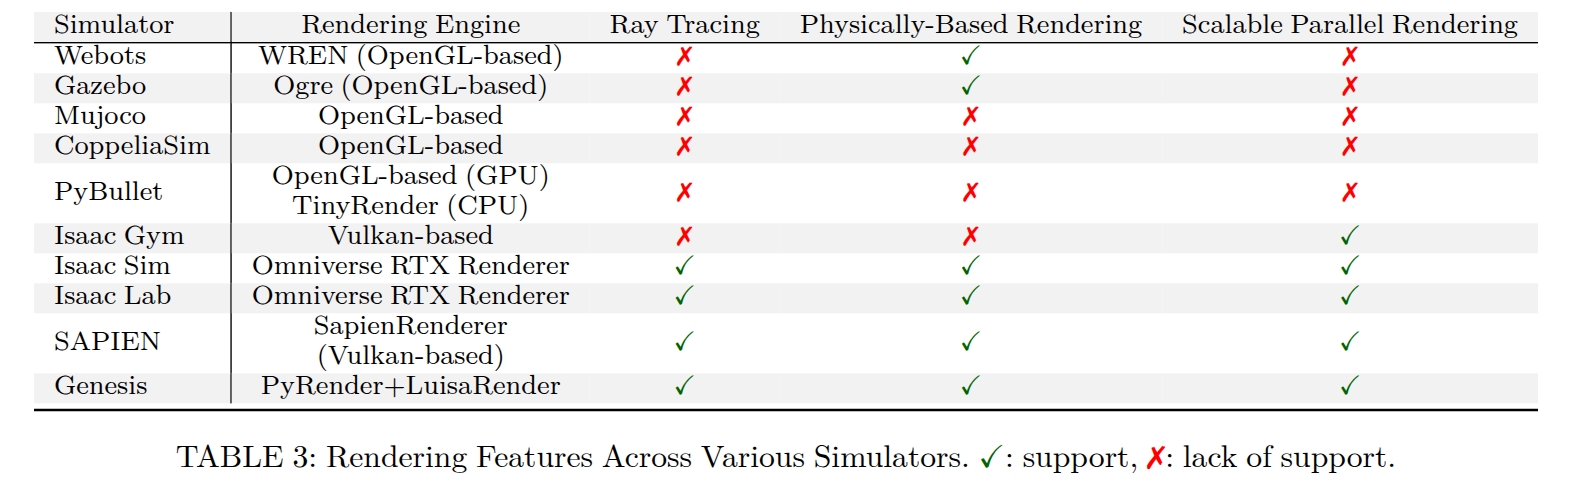 Simulator Rendering Engine Ray Tracing Physically-Based Rendering Scalable Parallel Rendering
Webots WREN (OpenGL-based) ✗ ✓ ✗
Gazebo Ogre (OpenGL-based) ✗ ✓ ✗
Mujoco OpenGL-based ✗ ✗ ✗
CoppeliaSim OpenGL-based ✗ ✗ ✗
PyBullet OpenGL-based (GPU) ✗ ✗ ✗
TinyRender (CPU)
Isaac Gym Vulkan-based ✗ ✗ ✓
Isaac Sim Omniverse RTX Renderer ✓ ✓ ✓
Isaac Lab Omniverse RTX Renderer ✓ ✓ ✓
SAPIEN SapienRenderer ✓ ✓ ✓
(Vulkan-based)
Genesis PyRender+LuisaRender ✓ ✓ ✓
TABLE 3: Rendering Features Across Various Simulators. ✓: support, ✗: lack of support.